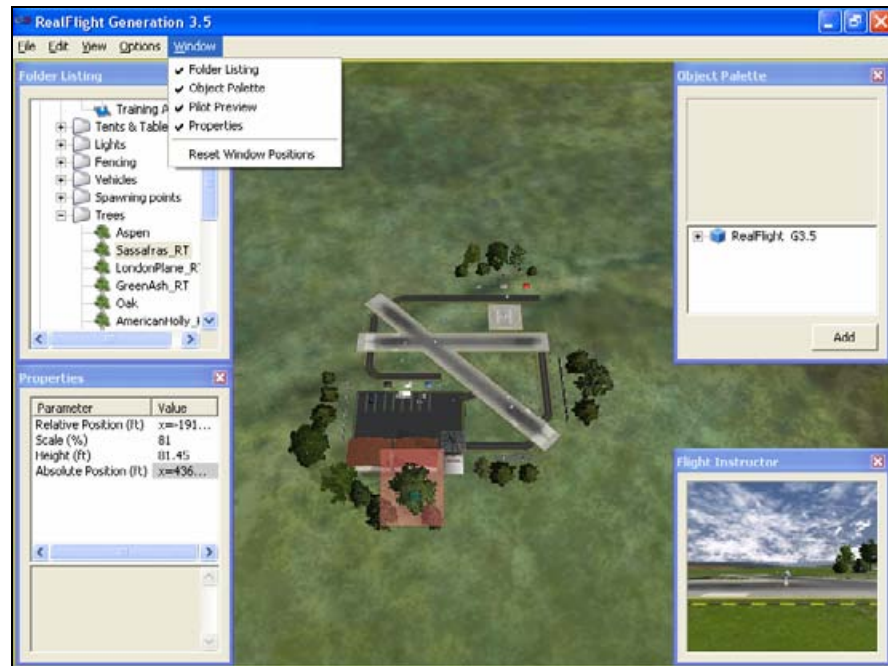 RealFlight Generation 3.5
File Edit View Options Window
Folder Listing
Object Palette
Pilot Preview
Properties
Reset Window Positions
Folder Listing
Training A
Tents & Table
Lights
Fencing
Vehicles
Spawning points
Trees
Aspen
Sassafras_RT
LondonPlane_R
GreenAsh_RT
Oak
AmericanHolly_
Properties
Parameter Value
Relative Position (ft) x=-191...
Scale (%) 81
Height (ft) 81.45
Absolute Position (ft) x=436...
Object Palette
RealFlight G3.5
Add
Flight Instructor
H